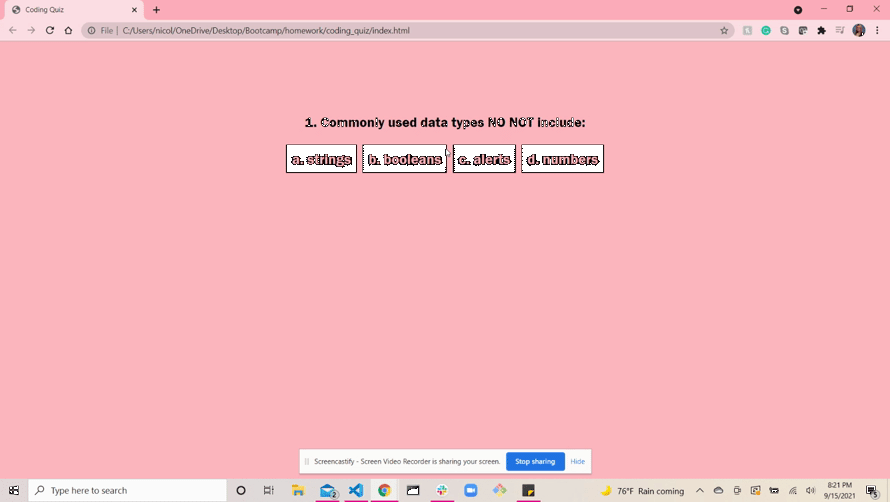 Coding Quiz
File | C:/Users/nicol/OneDrive/Desktop/Bootcamp/homework/coding_quiz/index.html
1. Commonly used data types NO NOT include:
a. strings b. booleans c. alerts d. numbers
Screencastify - Screen Video Recorder is sharing your screen. Stop sharing Hide
Type here to search 2 76°F Rain coming 8:21 PM
9/15/2021 5